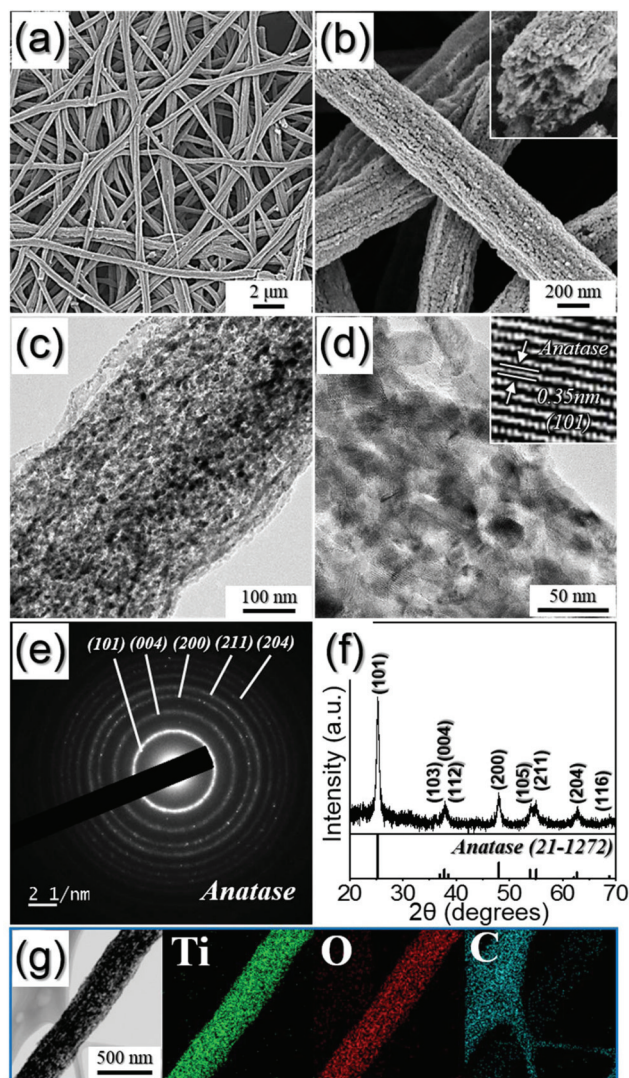 (a)
2 μm
(b)
200 nm
(c)
100 nm
(d)
Anatase
0.35nm
(101)
50 nm
(e)
(101) (004) (200) (211) (204)
2 1/nm
Anatase
(f)
Intensity (a.u.)
(101)
(103)
(004)
(112)
(200)
(105)
(211)
(204)
(116)
Anatase (21-1272)
20 30 40 50 60 70
2θ (degrees)
(g)
500 nm
Ti
O
C